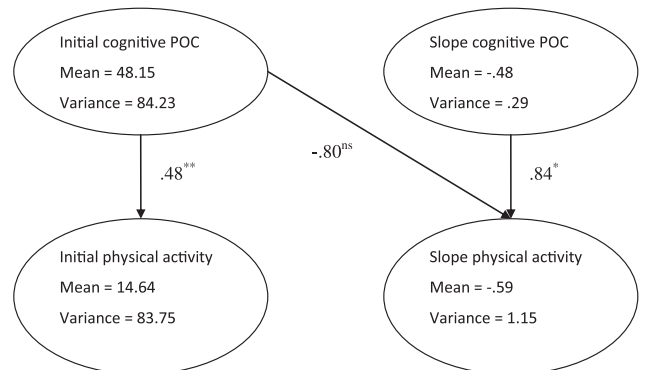 Initial cognitive POC
Mean = 48.15
Variance = 84.23
Slope cognitive POC
Mean = -.48
Variance = .29
.48**
-.80ns
.84*
Initial physical activity
Mean = 14.64
Variance = 83.75
Slope physical activity
Mean = -.59
Variance = 1.15